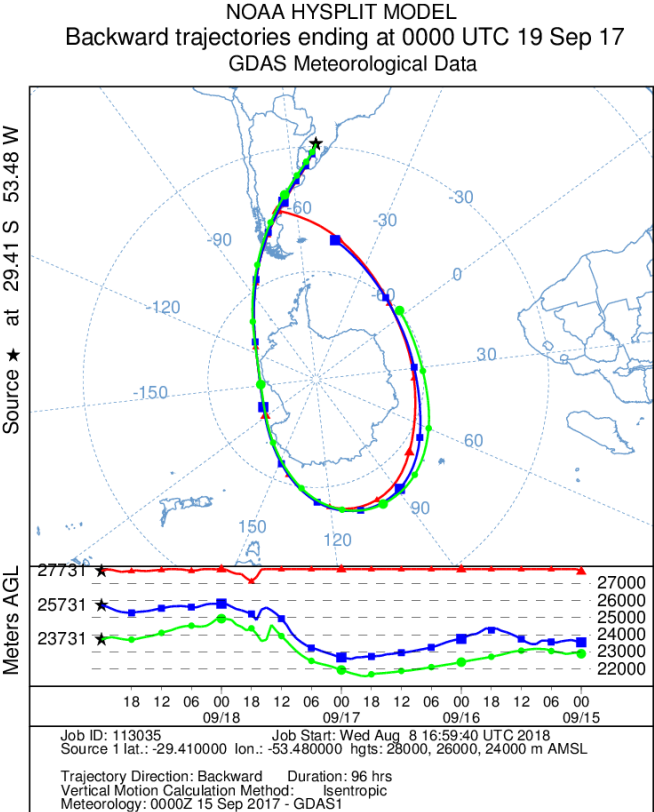 NOAA HYSPLIT MODEL
Backward trajectories ending at 0000 UTC 19 Sep 17
GDAS Meteorological Data
Source ★ at 29.41 S 53.48 W
-60
-30
-30
-90
0
-60
-120
30
-150
60
90
150
120
Meters AGL
27731
25731
23731
27000
26000
25000
24000
23000
22000
18 12 06 00 18 12 06 00 18 12 06 00 18 12 06 00
09/18 09/17 09/16 09/15
Job ID: 113035 Job Start: Wed Aug 8 16:59:40 UTC 2018
Source 1 lat.: -29.410000 lon.: -53.480000 hgts: 28000, 26000, 24000 m AMSL
Trajectory Direction: Backward Duration: 96 hrs
Vertical Motion Calculation Method: Isentropic
Meteorology: 0000Z 15 Sep 2017 - GDAS1